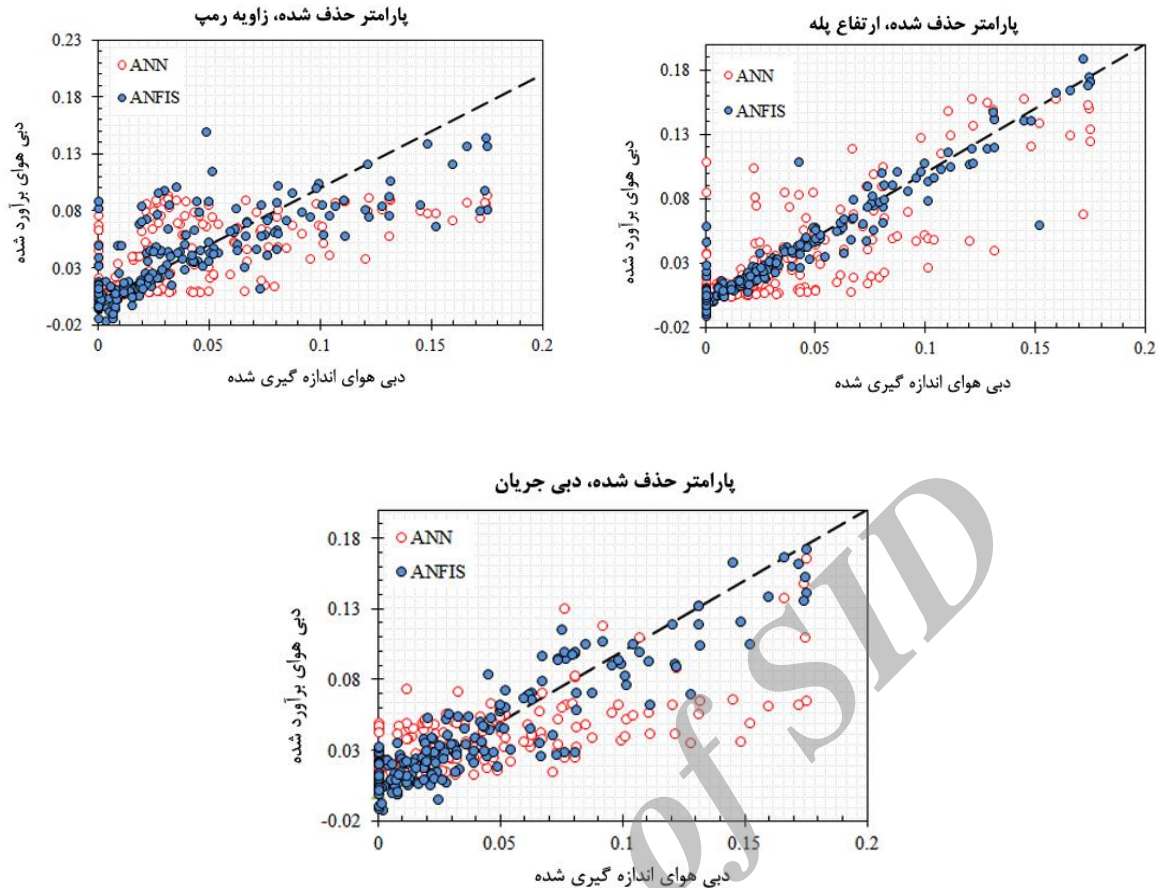 پارامتر حذف شده، زاویه رمپ
0.23
0.18
0.13
0.08
0.03
-0.02
ANN
ANFIS
دبی هوای برآورد شده
0
0.05
0.1
0.15
0.2
دبی هوای اندازه گیری شده
پارامتر حذف شده، ارتفاع پله
0.18
0.13
0.08
0.03
-0.02
ANN
ANFIS
دبی هوای برآورد شده
0
0.05
0.1
0.15
0.2
دبی هوای اندازه گیری شده
پارامتر حذف شده، دبی جریان
0.18
0.13
0.08
0.03
-0.02
ANN
ANFIS
دبی هوای برآورد شده
0
0.05
0.1
0.15
0.2
دبی هوای اندازه گیری شده
of SID